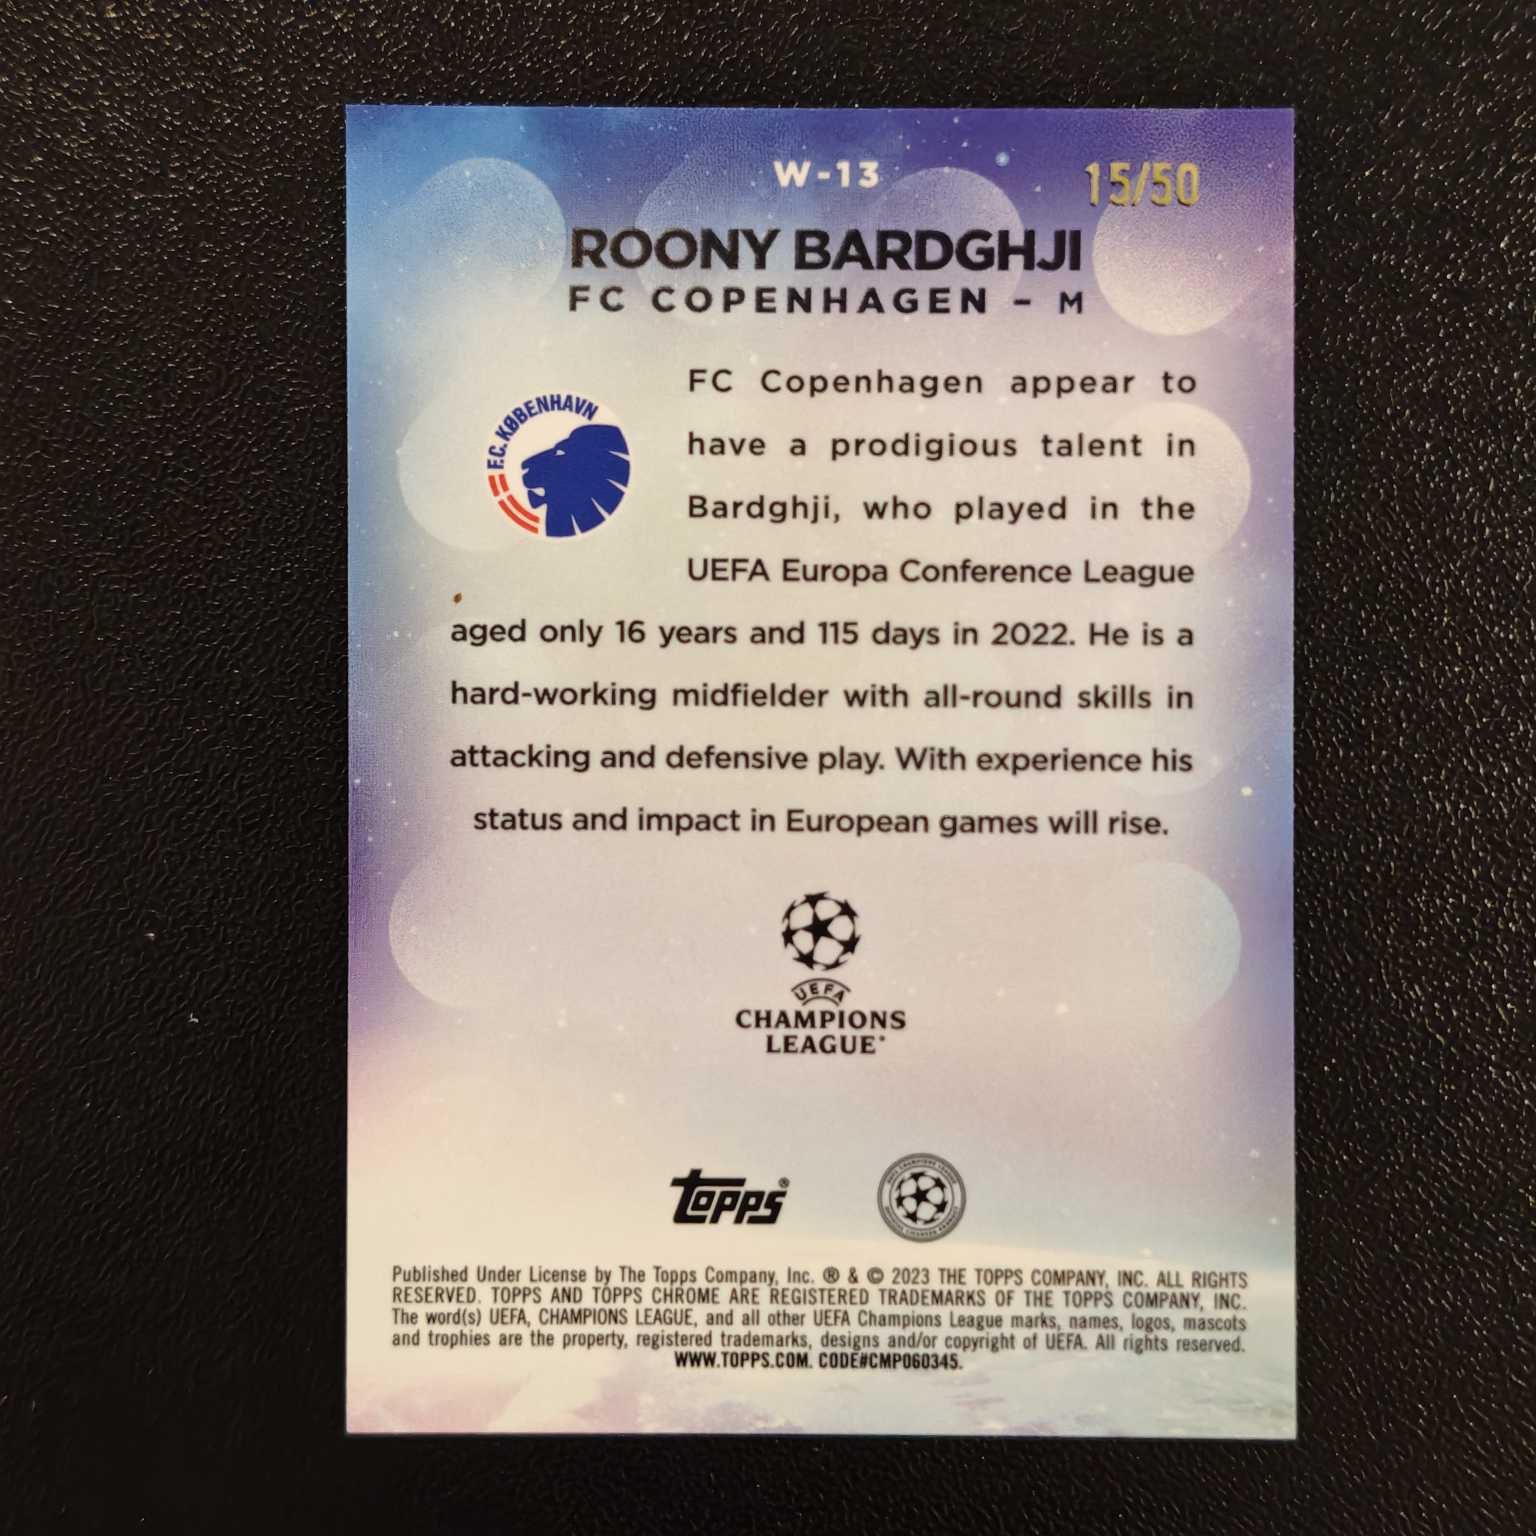 W-13
15/50
ROONY BARDGHJI
FC COPENHAGEN – M
F.C. KØBENHAVN
FC Copenhagen appear to
have a prodigious talent in
Bardghji, who played in the
UEFA Europa Conference League
aged only 16 years and 115 days in 2022. He is a
hard-working midfielder with all-round skills in
attacking and defensive play. With experience his
status and impact in European games will rise.
UEFA
CHAMPIONS
LEAGUE®
topps®
Published Under License by The Topps Company, Inc. ® & © 2023 THE TOPPS COMPANY, INC. ALL RIGHTS
RESERVED. TOPPS AND TOPPS CHROME ARE REGISTERED TRADEMARKS OF THE TOPPS COMPANY, INC.
The word(s) UEFA, CHAMPIONS LEAGUE, and all other UEFA Champions League marks, names, logos, mascots
and trophies are the property, registered trademarks, designs and/or copyright of UEFA. All rights reserved.
WWW.TOPPS.COM. CODE#CMP060345.